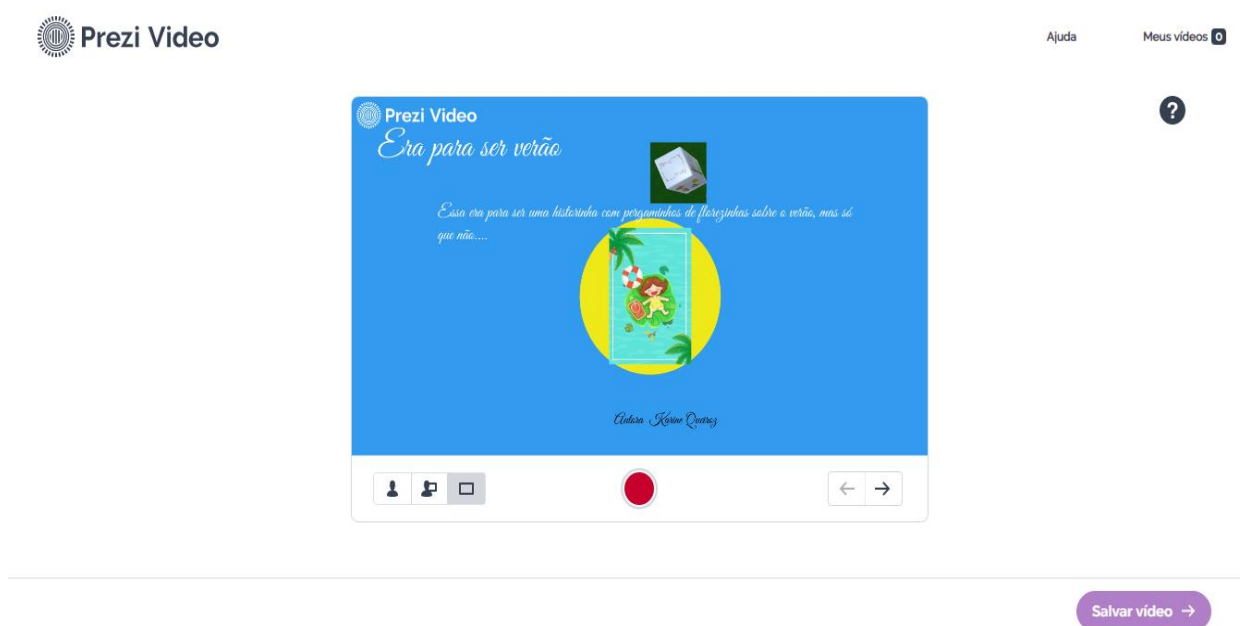 Prezi Video
Ajuda
Meus vídeos 0
?
Prezi Video
Era para ser verão
Essa era para ser uma historinha com pergaminhos de florezinhas sobre o verão, mas só
que não....
Autora Karine Queiroz
Salvar vídeo →